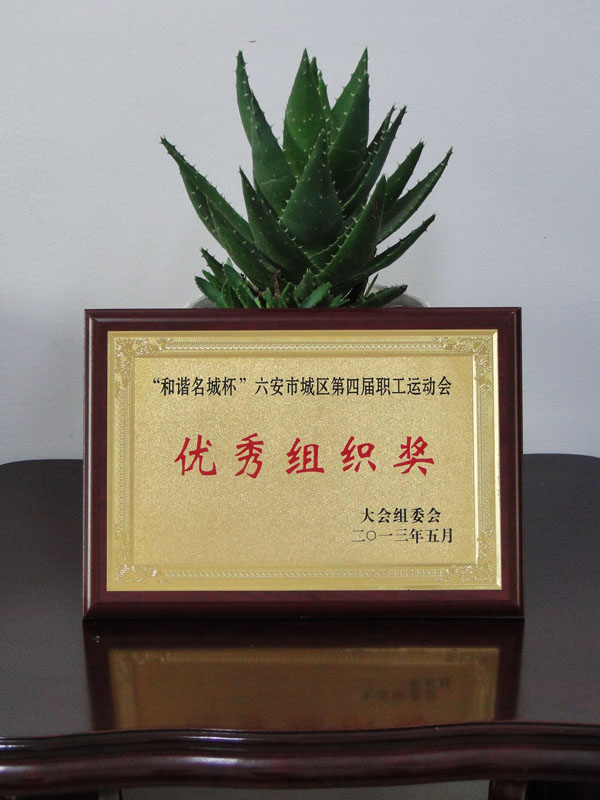 “和谐名城杯”六安市城区第四届职工运动会
优秀组织奖
大会组委会
二〇一三年五月